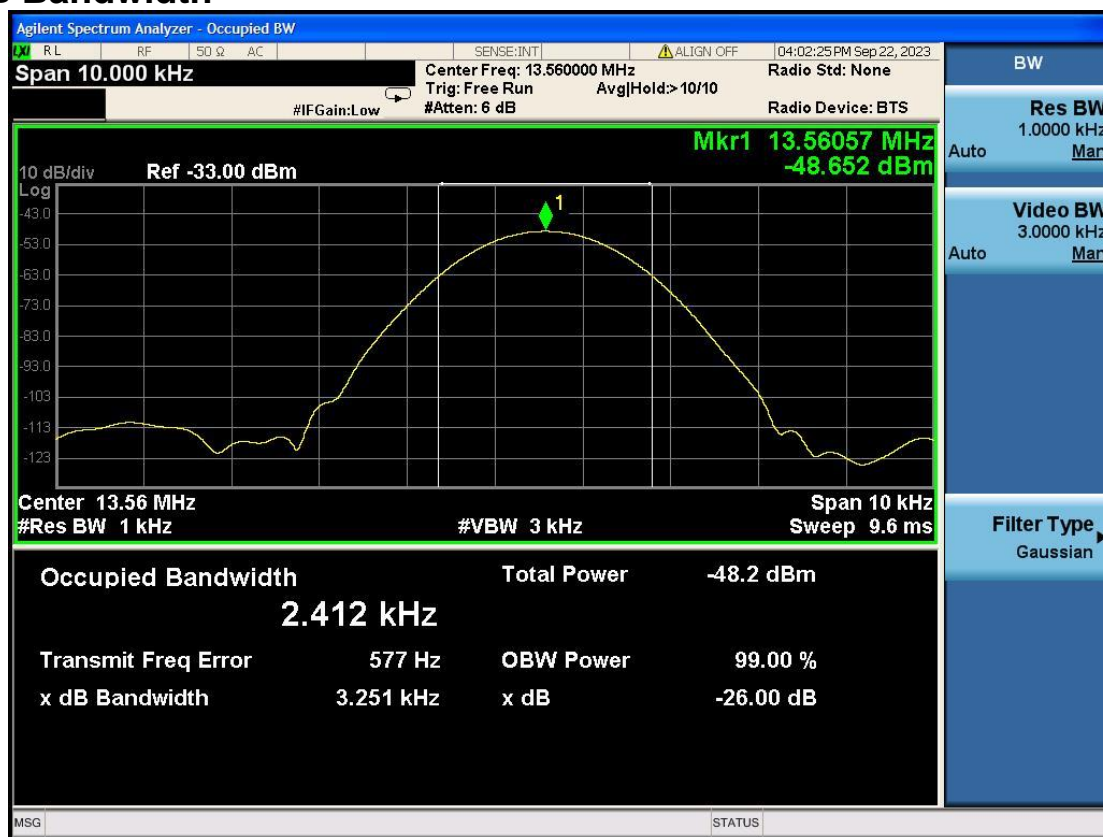 Bandwidth
Agilent Spectrum Analyzer - Occupied BW
LXI RL RF 50 Ω AC SENSE:INT ALIGN OFF 04:02:25 PM Sep 22, 2023
Span 10.000 kHz Center Freq: 13.560000 MHz Radio Std: None
Trig: Free Run Avg|Hold:>10/10
#IFGain:Low #Atten: 6 dB Radio Device: BTS
Mkr1 13.56057 MHz
-48.652 dBm
10 dB/div Ref -33.00 dBm
Log
1
-43.0
-53.0
-63.0
-73.0
-83.0
-93.0
-103
-113
-123
Center 13.56 MHz Span 10 kHz
#Res BW 1 kHz #VBW 3 kHz Sweep 9.6 ms
Occupied Bandwidth Total Power -48.2 dBm
2.412 kHz
Transmit Freq Error 577 Hz OBW Power 99.00 %
x dB Bandwidth 3.251 kHz x dB -26.00 dB
MSG STATUS
BW
Res BW
1.0000 kHz
Auto Man
Video BW
3.0000 kHz
Auto Man
Filter Type
Gaussian